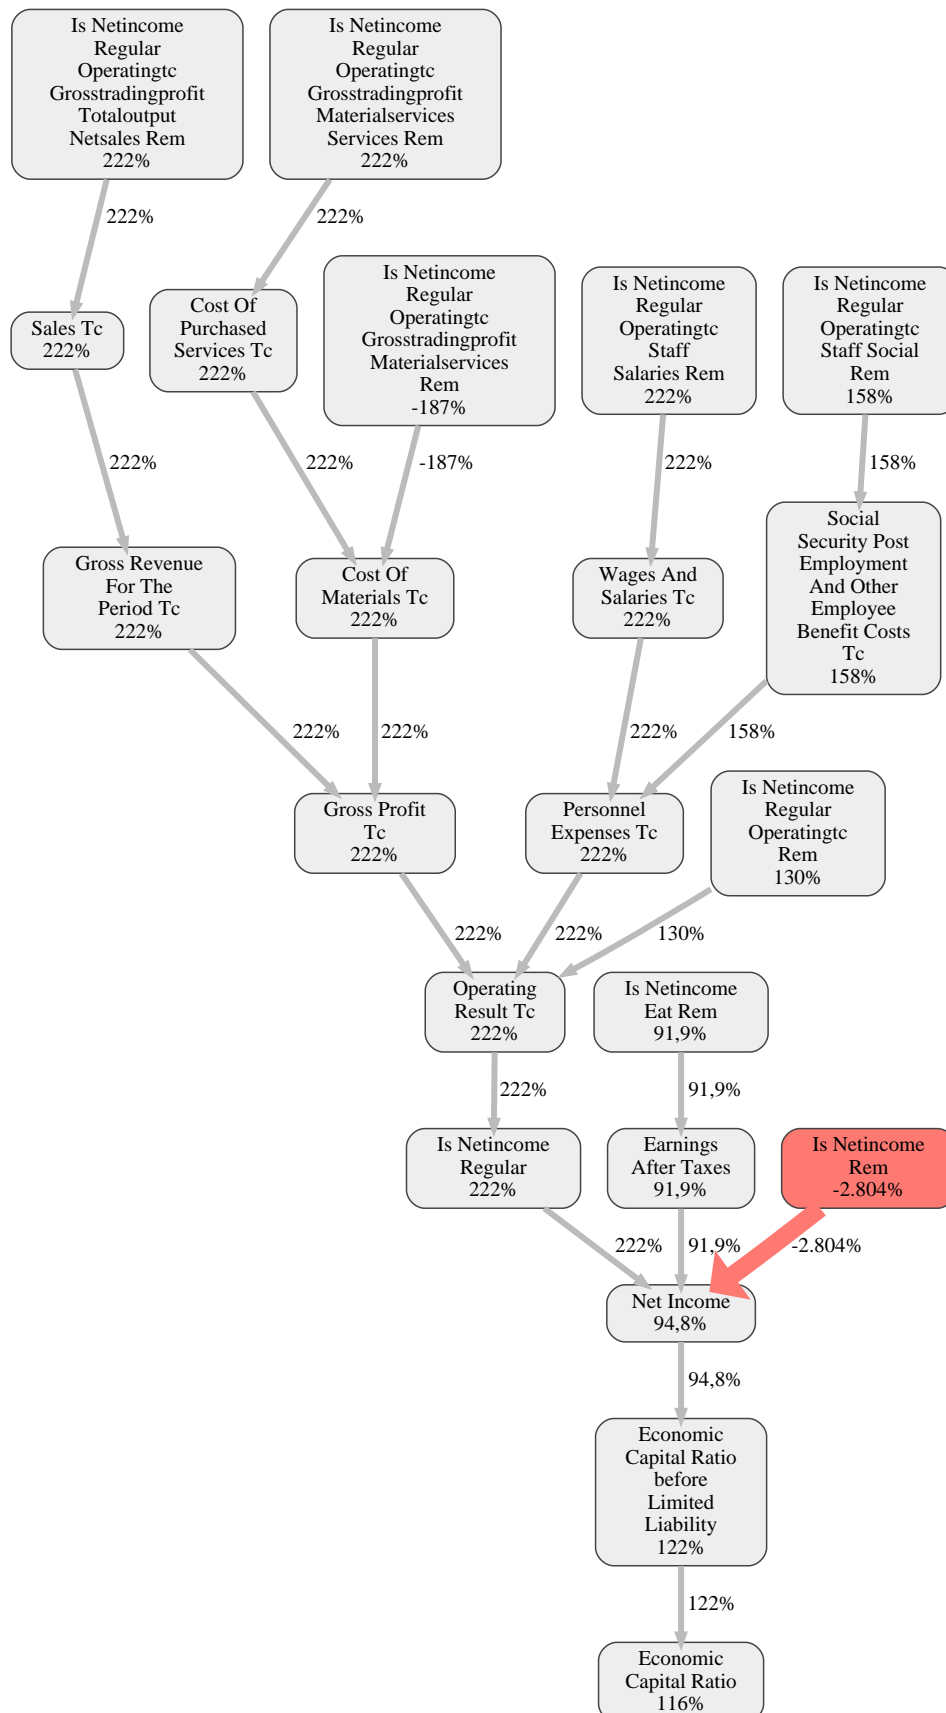 Is Netincome
Regular
Operatingtc
Grosstradingprofit
Totaloutput
Netsales Rem
222%
Is Netincome
Regular
Operatingtc
Grosstradingprofit
Materialservices
Services Rem
222%
222%
222%
Is Netincome
Regular
Operatingtc
Grosstradingprofit
Materialservices
Rem
-187%
Is Netincome
Regular
Operatingtc
Staff
Salaries Rem
222%
Is Netincome
Regular
Operatingtc
Staff Social
Rem
158%
Sales Tc
222%
Cost Of
Purchased
Services Tc
222%
222%
222%
-187%
222%
158%
Gross Revenue
For The
Period Tc
222%
Cost Of
Materials Tc
222%
Wages And
Salaries Tc
222%
Social
Security Post
Employment
And Other
Employee
Benefit Costs
Tc
158%
222%
222%
222%
158%
Gross Profit
Tc
222%
Personnel
Expenses Tc
222%
Is Netincome
Regular
Operatingtc
Rem
130%
222%
222%
130%
Operating
Result Tc
222%
Is Netincome
Eat Rem
91,9%
222%
91,9%
Is Netincome
Regular
222%
Earnings
After Taxes
91,9%
Is Netincome
Rem
-2.804%
222%
91,9%
-2.804%
Net Income
94,8%
94,8%
Economic
Capital Ratio
before
Limited
Liability
122%
122%
Economic
Capital Ratio
116%